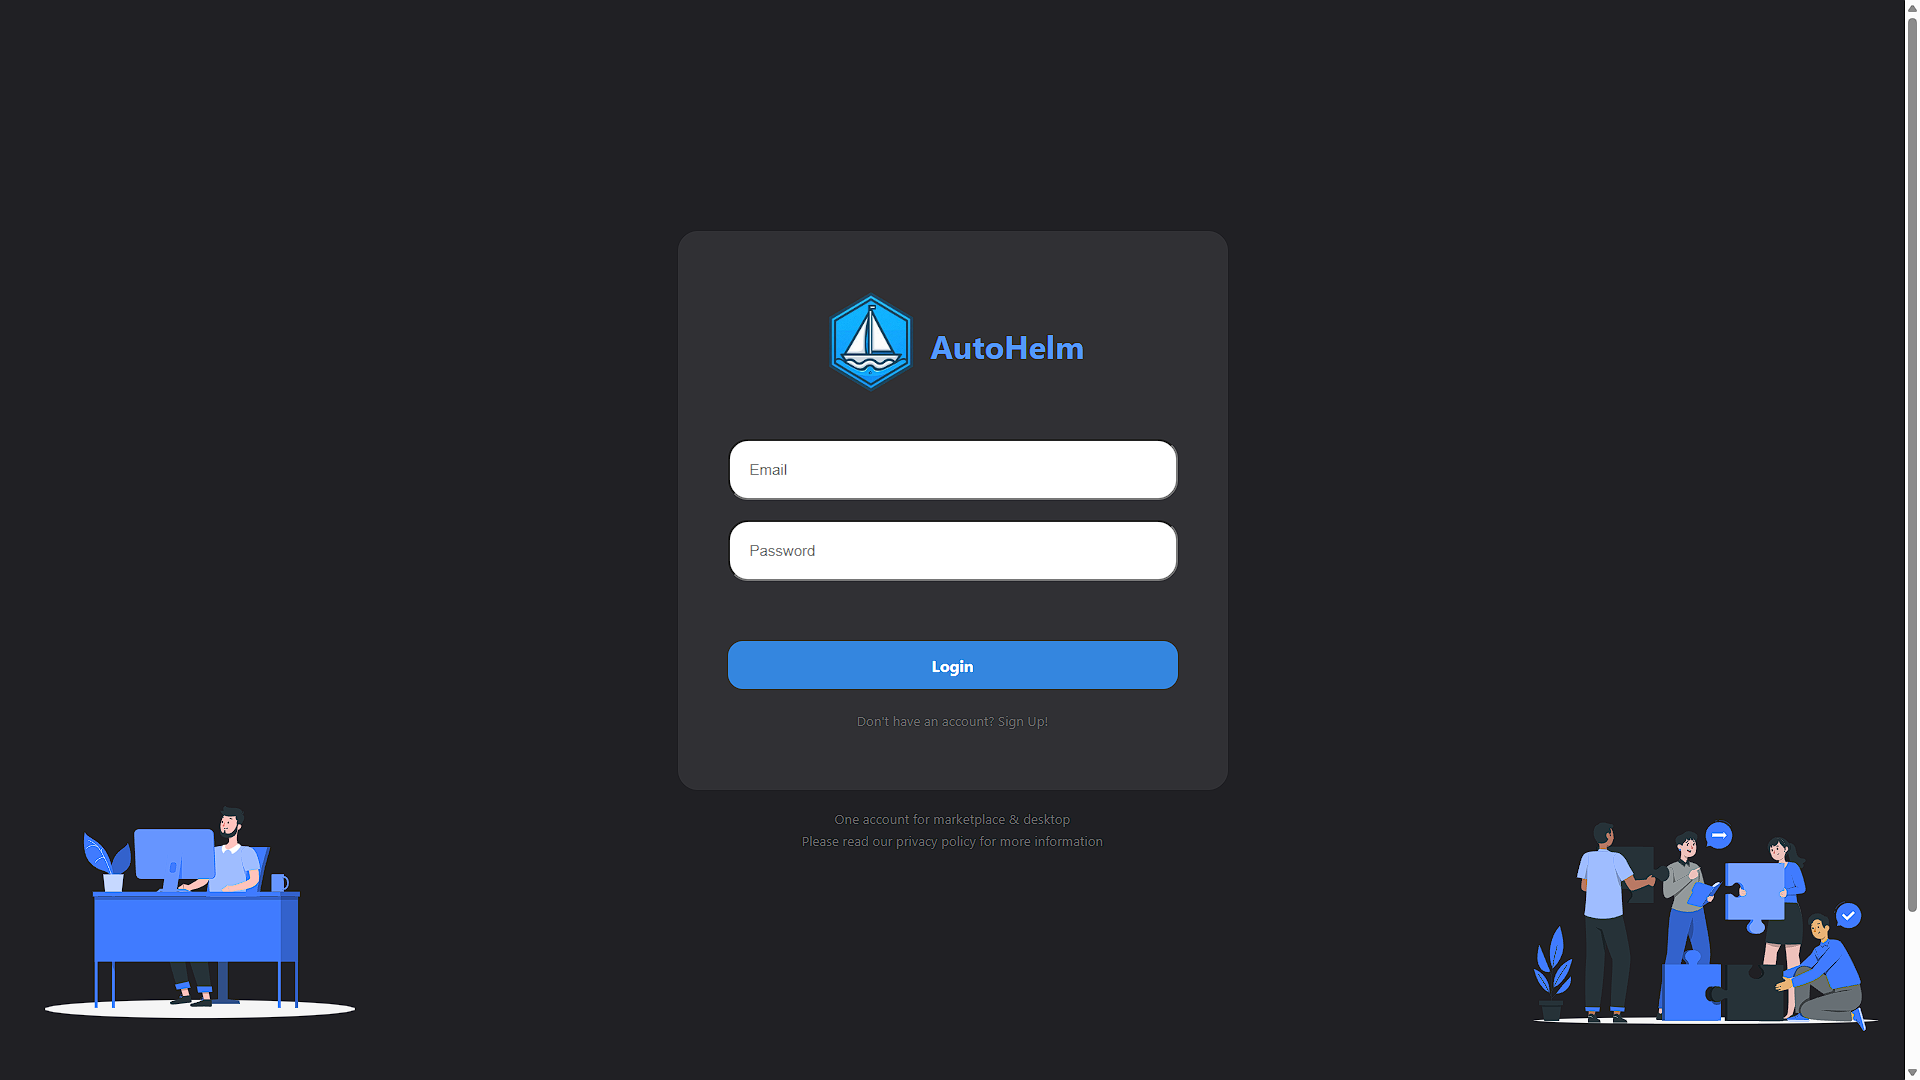 AutoHelm
Email
Password
Login
Don't have an account? Sign Up!
One account for marketplace & desktop
Please read our privacy policy for more information